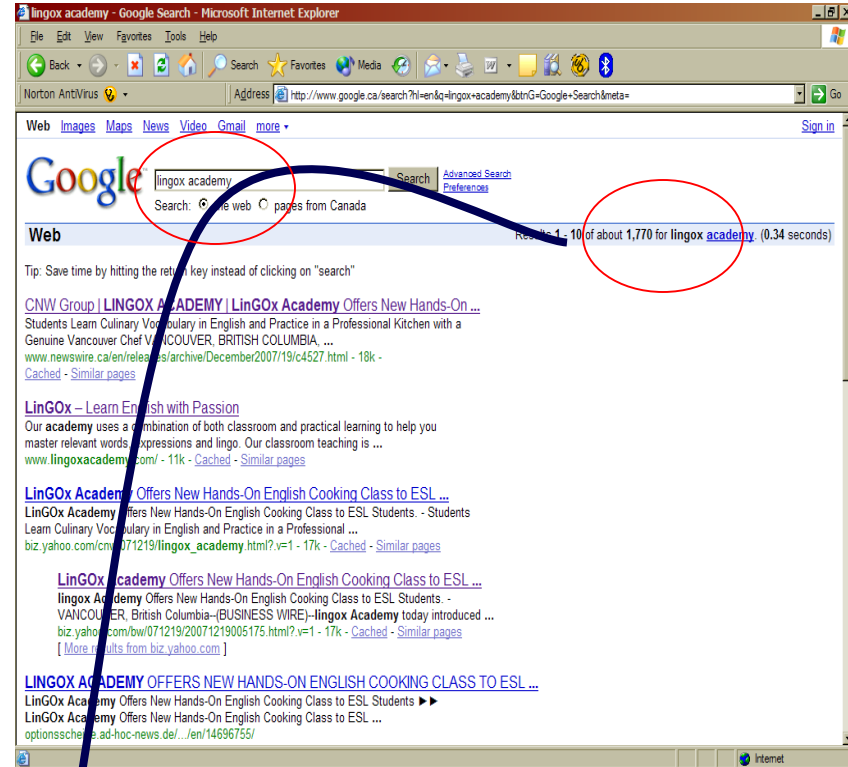 lingox academy - Google Search - Microsoft Internet Explorer
File Edit View Favorites Tools Help
Back Search Favorites Media
Norton AntiVirus Address http://www.google.ca/search?hl=en&q=lingox+academy&btnG=Google+Search&meta= Go
Web Images Maps News Video Gmail more Sign in
Google lingox academy Search Advanced Search
Preferences
Search: the web pages from Canada
Web Results 1 - 10 of about 1,770 for lingox academy. (0.34 seconds)
Tip: Save time by hitting the return key instead of clicking on "search"
CNW Group | LINGOX ACADEMY | LinGOx Academy Offers New Hands-On ...
Students Learn Culinary Vocabulary in English and Practice in a Professional Kitchen with a
Genuine Vancouver Chef VANCOUVER, BRITISH COLUMBIA, ...
www.newswire.ca/en/releases/archive/December2007/19/c4527.html - 18k -
Cached - Similar pages
LinGOx – Learn English with Passion
Our academy uses a combination of both classroom and practical learning to help you
master relevant words, expressions and lingo. Our classroom teaching is ...
www.lingoxacademy.com/ - 11k - Cached - Similar pages
LinGOx Academy Offers New Hands-On English Cooking Class to ESL ...
LinGOx Academy Offers New Hands-On English Cooking Class to ESL Students. - Students
Learn Culinary Vocabulary in English and Practice in a Professional ...
biz.yahoo.com/cnw/071219/lingox_academy.html?.v=1 - 17k - Cached - Similar pages
LinGOx Academy Offers New Hands-On English Cooking Class to ESL ...
lingox Academy Offers New Hands-On English Cooking Class to ESL Students. -
VANCOUVER, British Columbia--(BUSINESS WIRE)--lingox Academy today introduced ...
biz.yahoo.com/bw/071219/20071219005175.html?.v=1 - 17k - Cached - Similar pages
[ More results from biz.yahoo.com ]
LINGOX ACADEMY OFFERS NEW HANDS-ON ENGLISH COOKING CLASS TO ESL ...
LinGOx Academy Offers New Hands-On English Cooking Class to ESL Students ►►
LinGOx Academy Offers New Hands-On English Cooking Class to ESL ...
optionsscheine.ad-hoc-news.de/.../en/14696755/
Internet